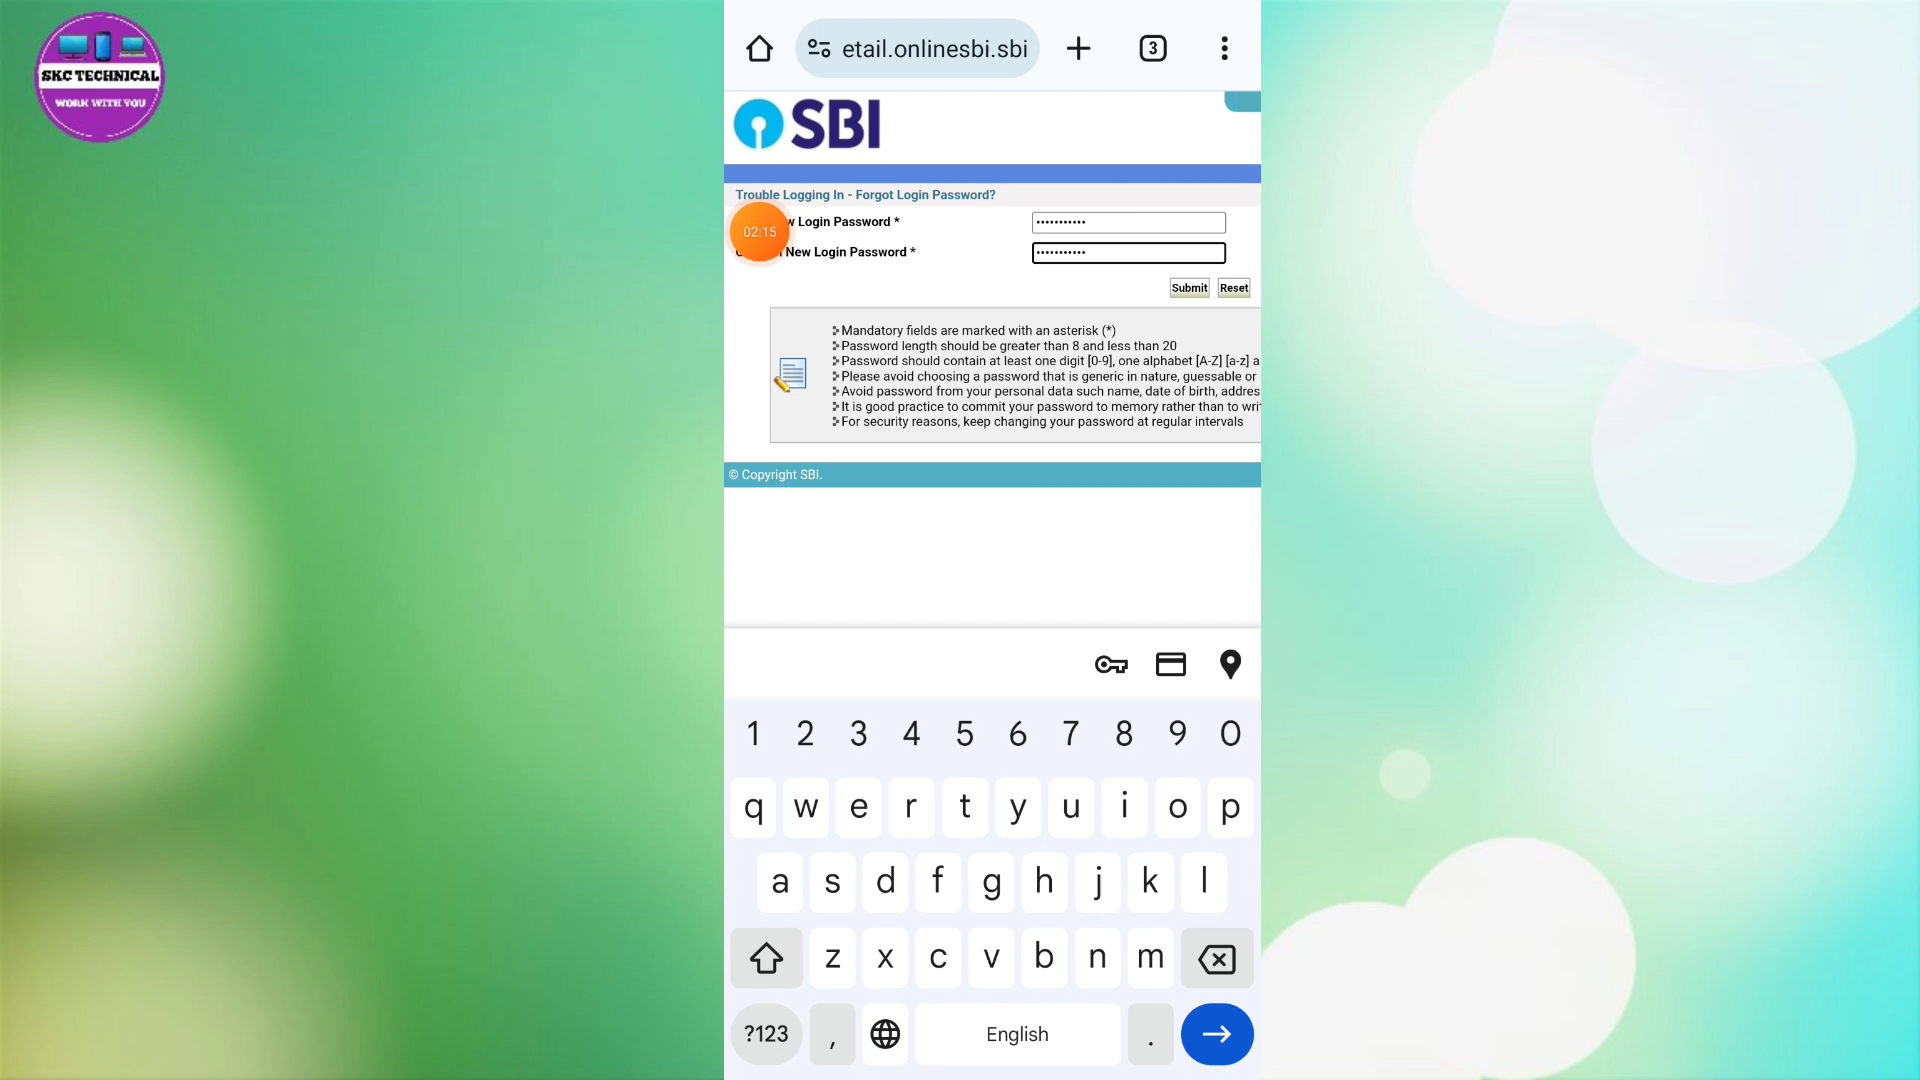 SKC TECHNICAL
WORK WITH YOU
etail.onlinesbi.sbi
3
SBI
Trouble Logging In - Forgot Login Password?
w Login Password *
•••••••••••
02:15
New Login Password *
•••••••••••
Submit Reset
Mandatory fields are marked with an asterisk (*)
Password length should be greater than 8 and less than 20
Password should contain at least one digit [0-9], one alphabet [A-Z] [a-z] a
Please avoid choosing a password that is generic in nature, guessable or
Avoid password from your personal data such name, date of birth, addres
It is good practice to commit your password to memory rather than to wri
For security reasons, keep changing your password at regular intervals
© Copyright SBI.
1 2 3 4 5 6 7 8 9 0
q w e r t y u i o p
a s d f g h j k l
z x c v b n m
?123 , English .